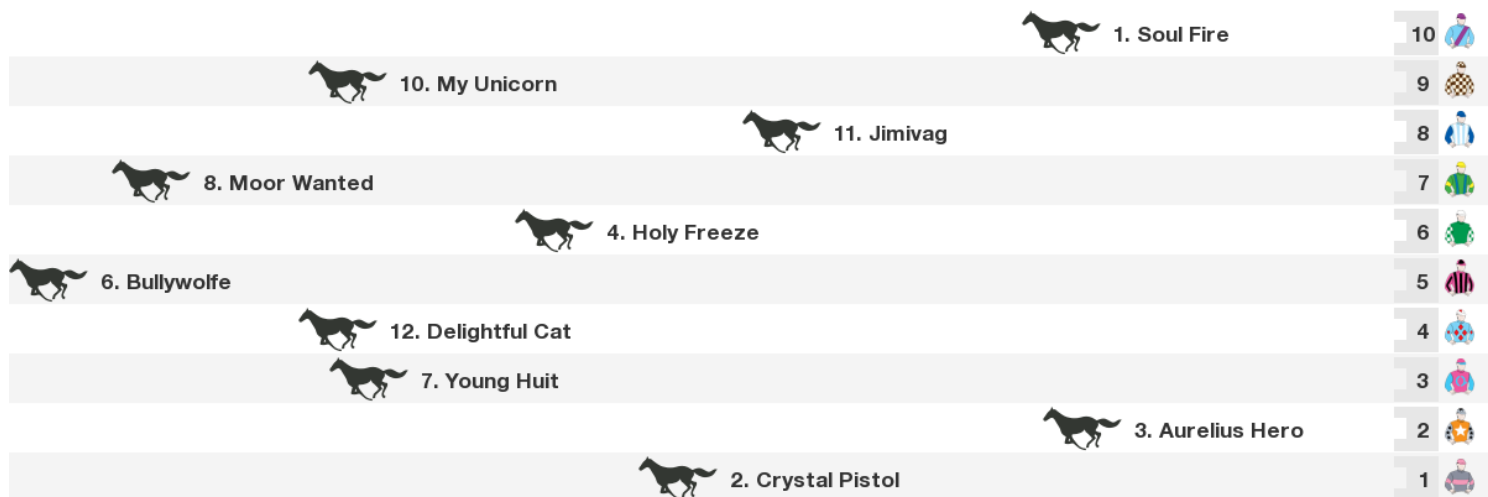 1. Soul Fire 10
10. My Unicorn 9
11. Jimivag 8
8. Moor Wanted 7
4. Holy Freeze 6
6. Bullywolfe 5
12. Delightful Cat 4
7. Young Huit 3
3. Aurelius Hero 2
2. Crystal Pistol 1